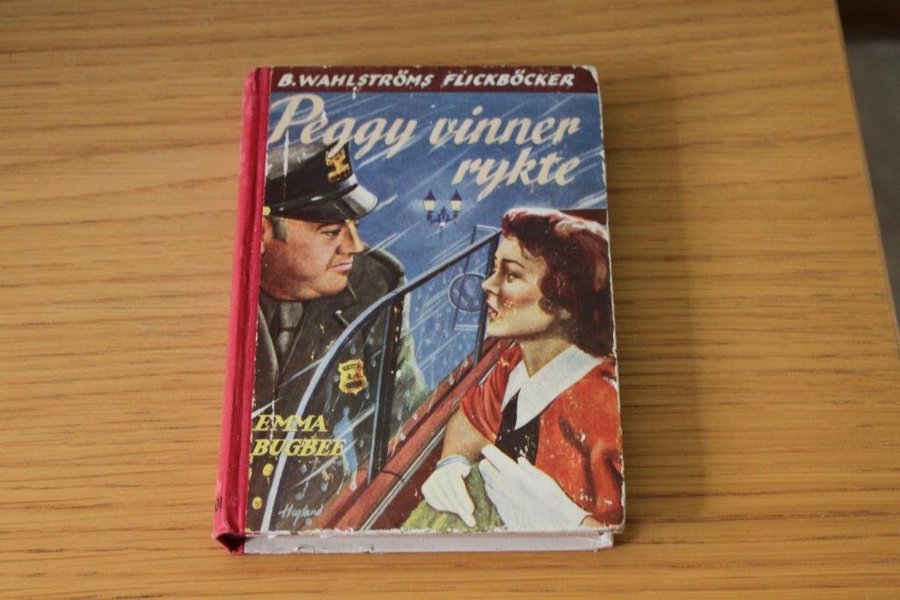 B. WAHLSTRÖMS FLICKBÖCKER
Peggy vinner
rykte
EMMA
BUGBEE